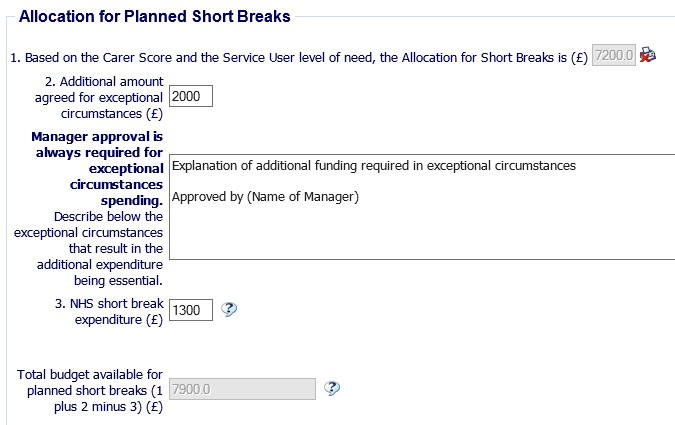 Allocation for Planned Short Breaks
1. Based on the Carer Score and the Service User level of need, the Allocation for Short Breaks is (£) 7200.0
2. Additional amount
agreed for exceptional
circumstances (£)
2000
Manager approval is
always required for
exceptional
circumstances
spending.
Describe below the
exceptional circumstances
that result in the
additional expenditure
being essential.
Explanation of additional funding required in exceptional circumstances
Approved by (Name of Manager)
3. NHS short break
expenditure (£)
1300
Total budget available for
planned short breaks (1
plus 2 minus 3) (£)
7900.0